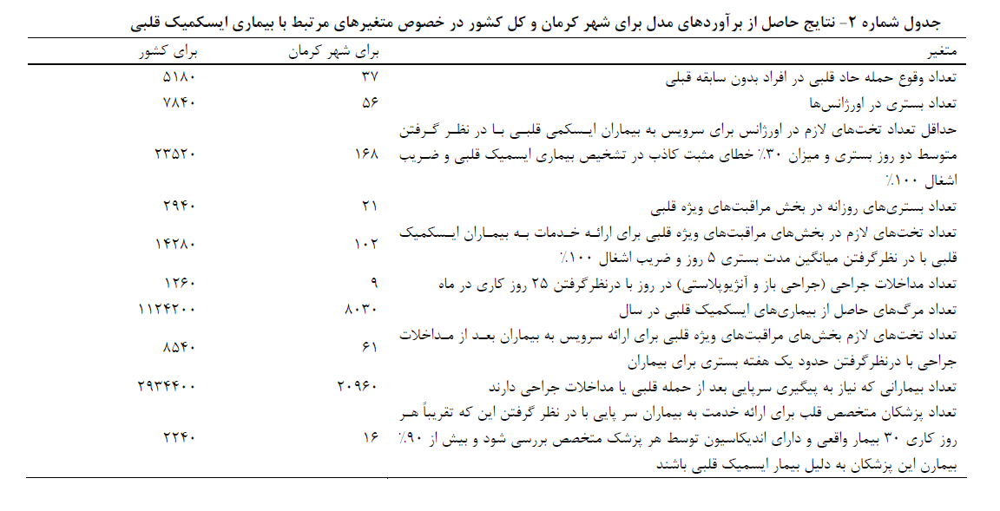 جدول شماره ۲- نتایج حاصل از برآوردهای مدل برای شهر کرمان و کل کشور در خصوص متغیرهای مرتبط با بیماری ایسکمیک قلبی
متغیر برای شهر کرمان برای کشور
تعداد وقوع حمله حاد قلبی در افراد بدون سابقه قبلی ۳۷ ۵۱۸۰
تعداد بستری در اورژانس‌ها ۵۶ ۷۸۴۰
حداقل تعداد تخت‌های لازم در اورژانس برای سرویس به بیماران ایسکمی قلبی با در نظر گرفتن
متوسط دو روز بستری و میزان ۳۰٪ خطای مثبت کاذب در تشخیص بیماری ایسمیک قلبی و ضریب ۱۶۸ ۲۳۵۲۰
اشغال ۱۰۰٪
تعداد بستری‌های روزانه در بخش مراقبت‌های ویژه قلبی ۲۱ ۲۹۴۰
تعداد تخت‌های لازم در بخش‌های مراقبت‌های ویژه قلبی برای ارائه خدمات به بیماران ایسکمیک
قلبی با در نظرگرفتن میانگین مدت بستری ۵ روز و ضریب اشغال ۱۰۰٪ ۱۰۲ ۱۴۲۸۰
تعداد مداخلات جراحی (جراحی باز و آنژیوپلاستی) در روز با درنظرگرفتن ۲۵ روز کاری در ماه ۹ ۱۲۶۰
تعداد مرگ‌های حاصل از بیماری‌های ایسکمیک قلبی در سال ۸۰۳۰ ۱۱۲۴۲۰۰
تعداد تخت‌های لازم بخش‌های مراقبت‌های ویژه قلبی برای ارائه سرویس به بیماران بعد از مداخلات
جراحی با درنظرگرفتن حدود یک هفته بستری برای بیماران ۶۱ ۸۵۴۰
تعداد بیمارانی که نیاز به پیگیری سرپایی بعد از حمله قلبی یا مداخلات جراحی دارند ۲۰۹۶۰ ۲۹۳۴۴۰۰
تعداد پزشکان متخصص قلب برای ارائه خدمت به بیماران سر پایی با در نظر گرفتن این که تقریباً هر
روز کاری ۳۰ بیمار واقعی و دارای اندیکاسیون توسط هر پزشک متخصص بررسی شود و بیش از ۹۰٪ ۱۶ ۲۲۴۰
بیمارن این پزشکان به دلیل بیمار ایسمیک قلبی باشند